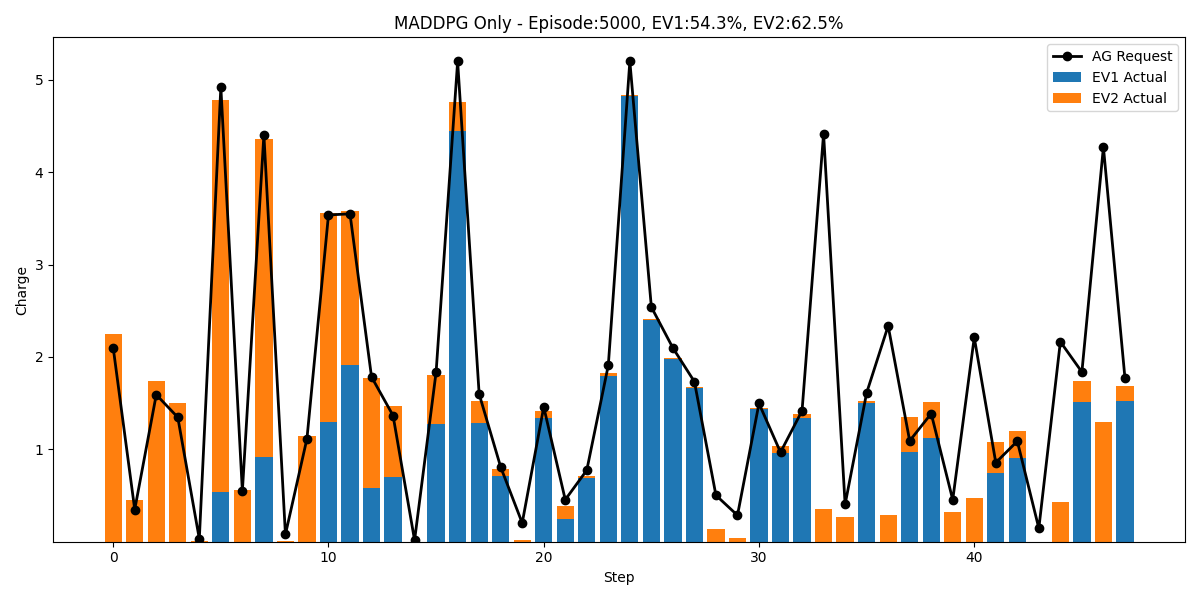 MADDPG Only - Episode:5000, EV1:54.3%, EV2:62.5%
AG Request
EV1 Actual
EV2 Actual
Charge
5
4
3
2
1
0 10 20 30 40
Step